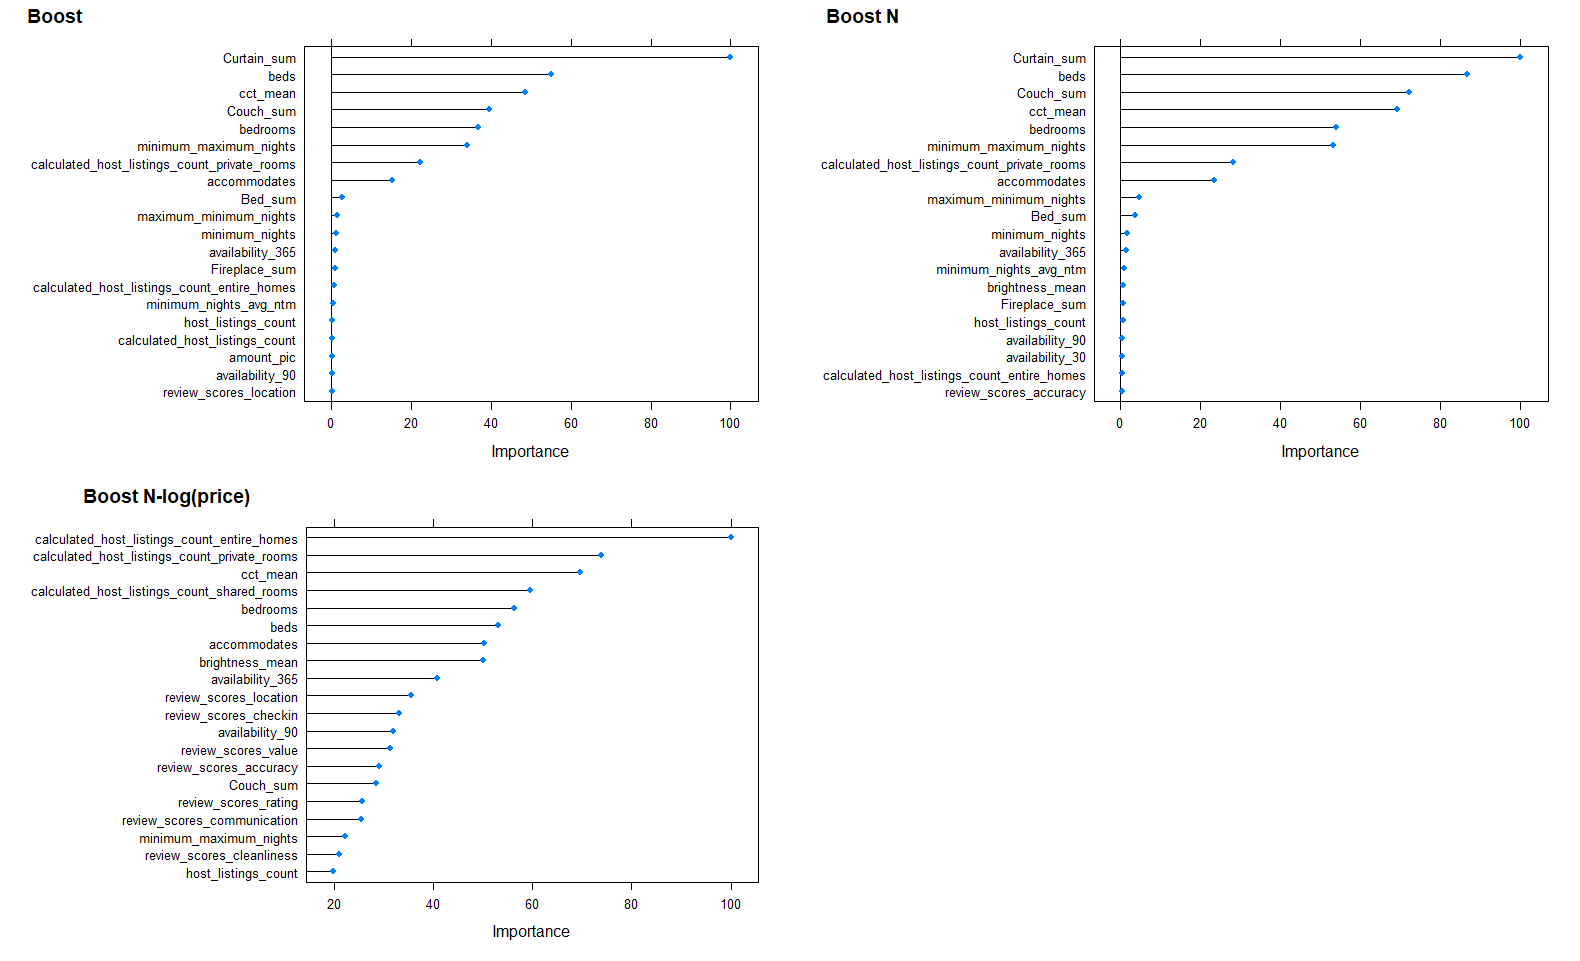 Boost
Curtain_sum
beds
cct_mean
Couch_sum
bedrooms
minimum_maximum_nights
calculated_host_listings_count_private_rooms
accommodates
Bed_sum
maximum_minimum_nights
minimum_nights
availability_365
Fireplace_sum
calculated_host_listings_count_entire_homes
minimum_nights_avg_ntm
host_listings_count
calculated_host_listings_count
amount_pic
availability_90
review_scores_location
0 20 40 60 80 100
Importance
Boost N
Curtain_sum
beds
Couch_sum
cct_mean
bedrooms
minimum_maximum_nights
calculated_host_listings_count_private_rooms
accommodates
maximum_minimum_nights
Bed_sum
minimum_nights
availability_365
minimum_nights_avg_ntm
brightness_mean
Fireplace_sum
host_listings_count
availability_90
availability_30
calculated_host_listings_count_entire_homes
review_scores_accuracy
0 20 40 60 80 100
Importance
Boost N-log(price)
calculated_host_listings_count_entire_homes
calculated_host_listings_count_private_rooms
cct_mean
calculated_host_listings_count_shared_rooms
bedrooms
beds
accommodates
brightness_mean
availability_365
review_scores_location
review_scores_checkin
availability_90
review_scores_value
review_scores_accuracy
Couch_sum
review_scores_rating
review_scores_communication
minimum_maximum_nights
review_scores_cleanliness
host_listings_count
20 40 60 80 100
Importance